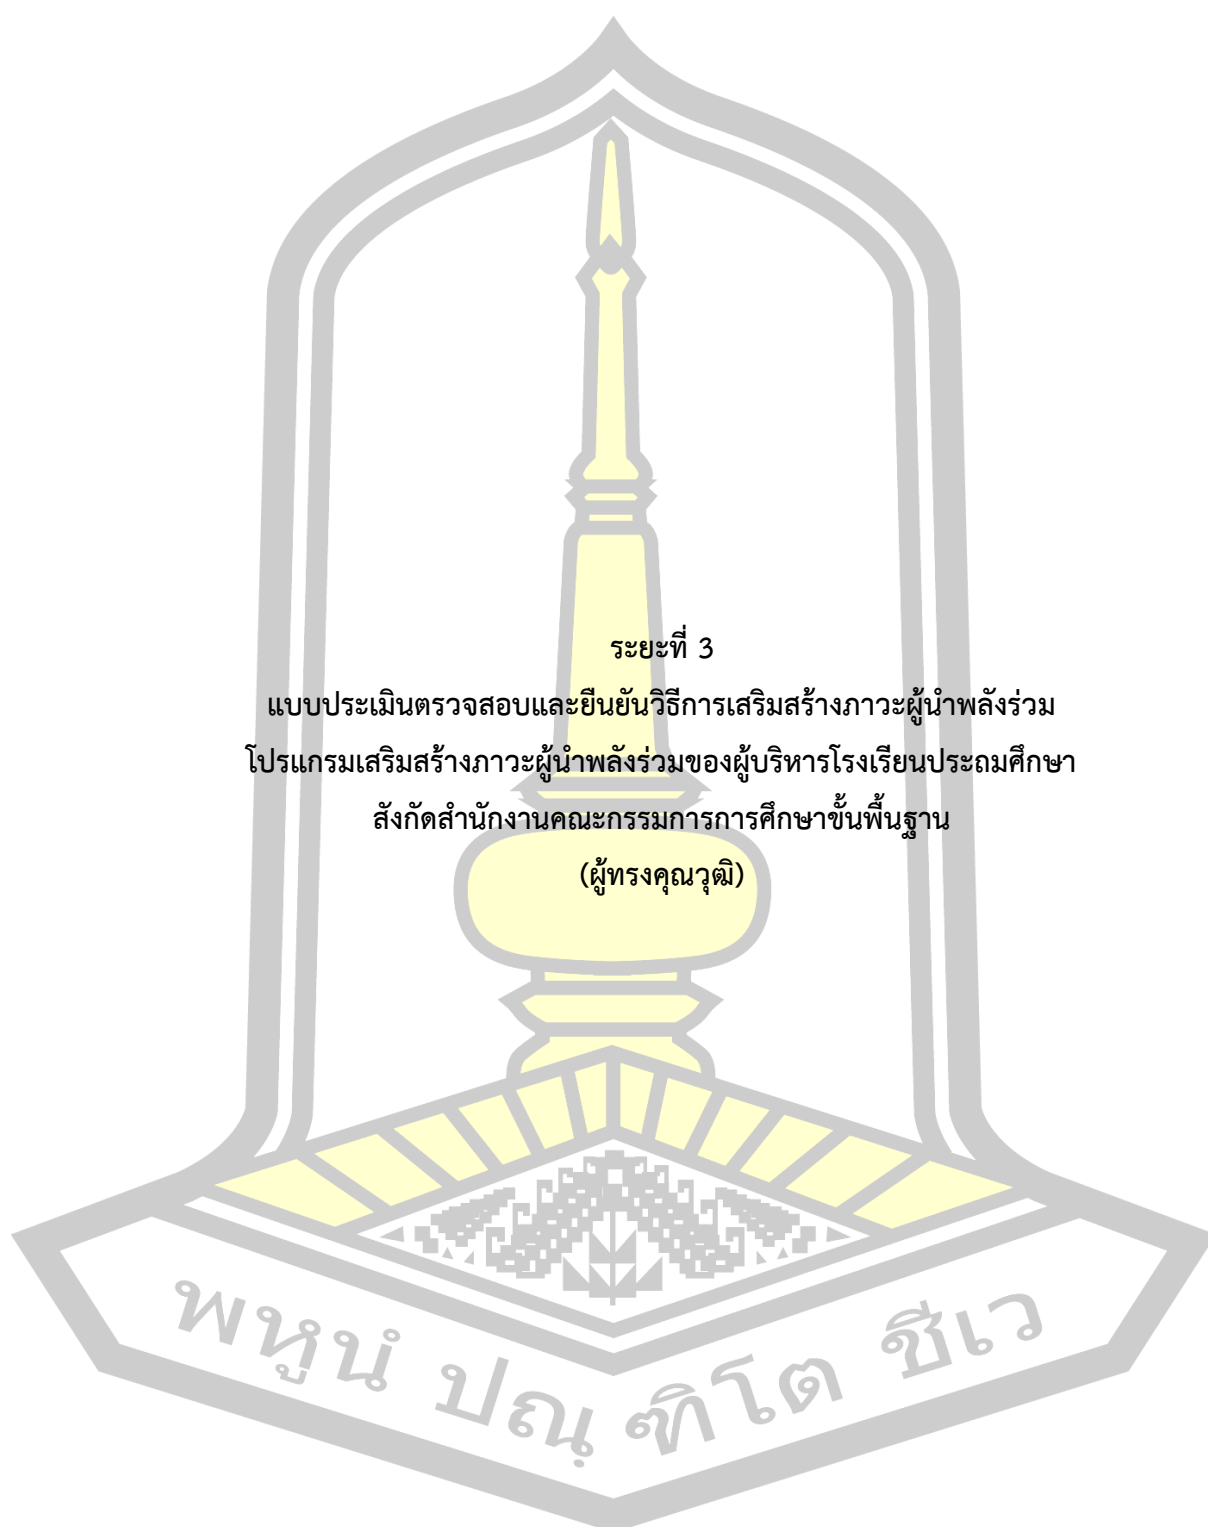 ระยะที่ 3
แบบประเมินตรวจสอบและยืนยันวิธีการเสริมสร้างภาวะผู้นำพลังร่วม
โปรแกรมเสริมสร้างภาวะผู้นำพลังร่วมของผู้บริหารโรงเรียนประถมศึกษา
สังกัดสำนักงานคณะกรรมการการศึกษาขั้นพื้นฐาน
(ผู้ทรงคุณวุฒิ)
พหูนํ ปณฺฑิโต ชีเว